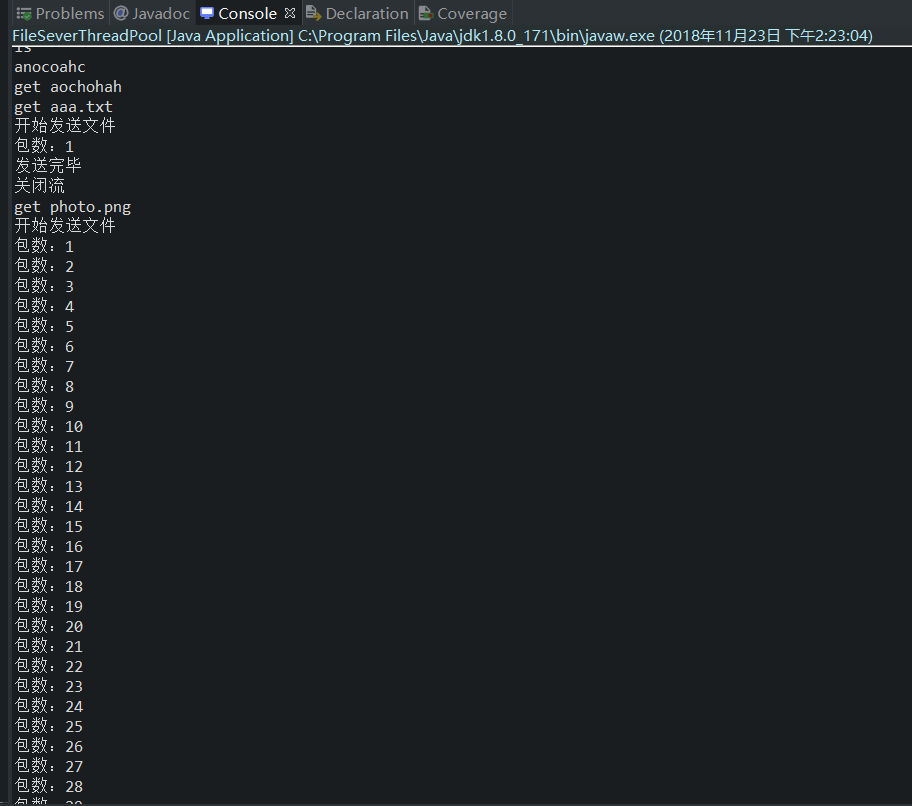 Problems @ Javadoc Console Declaration Coverage
FileSeverThreadPool [Java Application] C:\Program Files\Java\jdk1.8.0_171\bin\javaw.exe (2018年11月23日 下午2:23:04)
ls
anocoahc
get aochohah
get aaa.txt
开始发送文件
包数：1
发送完毕
关闭流
get photo.png
开始发送文件
包数：1
包数：2
包数：3
包数：4
包数：5
包数：6
包数：7
包数：8
包数：9
包数：10
包数：11
包数：12
包数：13
包数：14
包数：15
包数：16
包数：17
包数：18
包数：19
包数：20
包数：21
包数：22
包数：23
包数：24
包数：25
包数：26
包数：27
包数：28
包数：29